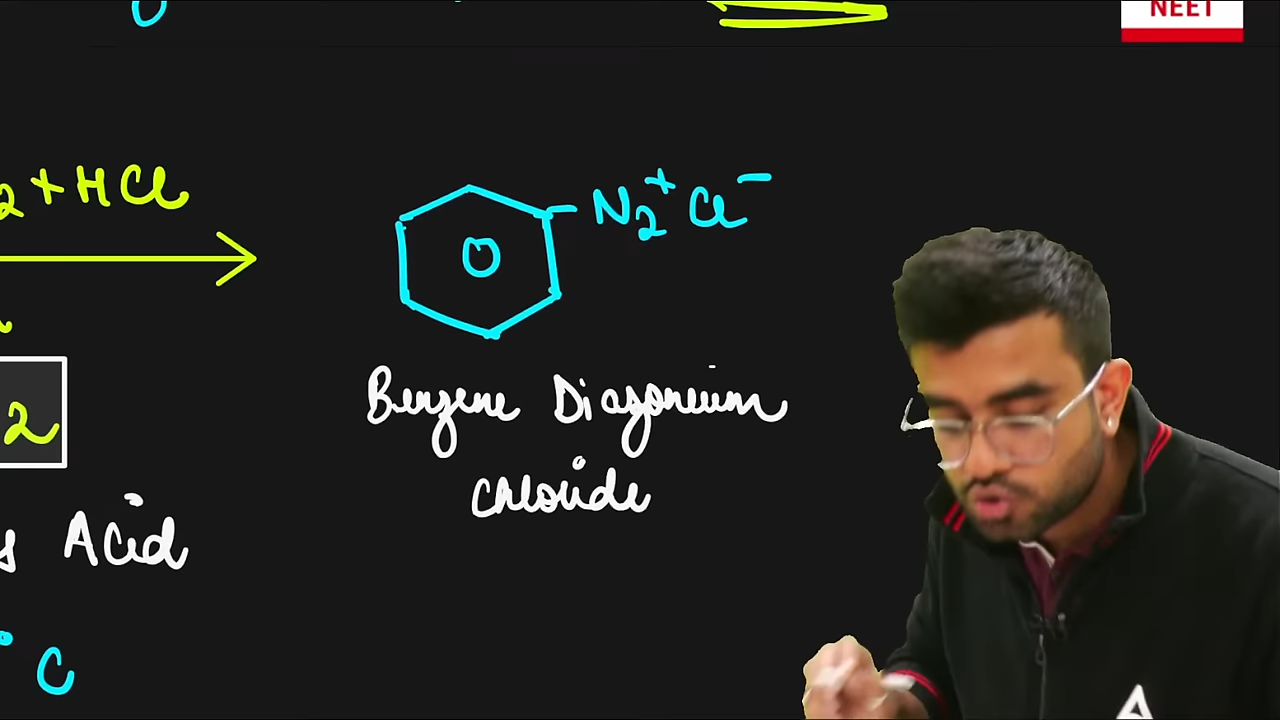 NEET
2 + HCl
N2+ Cl−
2
Benzene Diazonium
Chloride
s Acid
° C